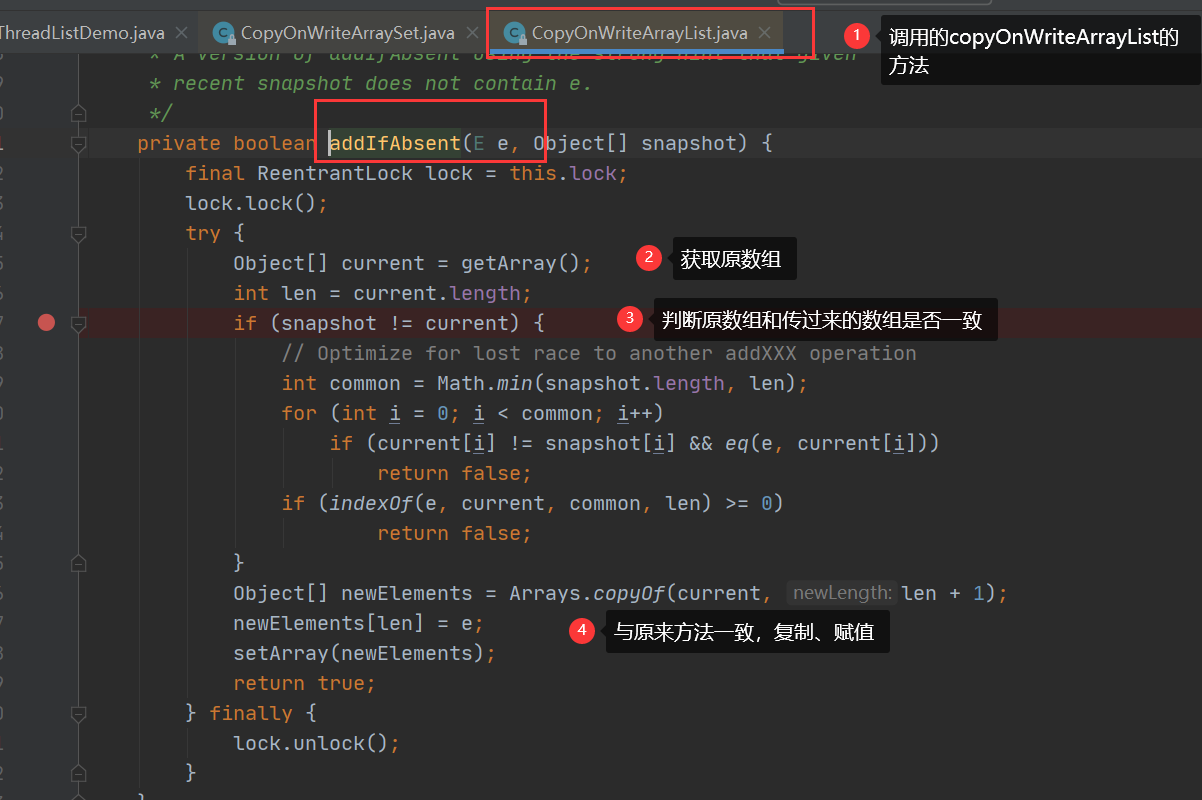 ThreadListDemo.java CopyOnWriteArraySet.java CopyOnWriteArrayList.java
1 调用的copyOnWriteArrayList的
方法
* A version of addIfAbsent using the strong hint that given
* recent snapshot does not contain e.
*/
private boolean addIfAbsent(E e, Object[] snapshot) {
final ReentrantLock lock = this.lock;
lock.lock();
try {
Object[] current = getArray();
2 获取原数组
int len = current.length;
if (snapshot != current) {
3 判断原数组和传过来的数组是否一致
// Optimize for lost race to another addXXX operation
int common = Math.min(snapshot.length, len);
for (int i = 0; i < common; i++)
if (current[i] != snapshot[i] && eq(e, current[i]))
return false;
if (indexOf(e, current, common, len) >= 0)
return false;
}
Object[] newElements = Arrays.copyOf(current, newLength: len + 1);
newElements[len] = e;
4 与原来方法一致，复制、赋值
setArray(newElements);
return true;
} finally {
lock.unlock();
}
}